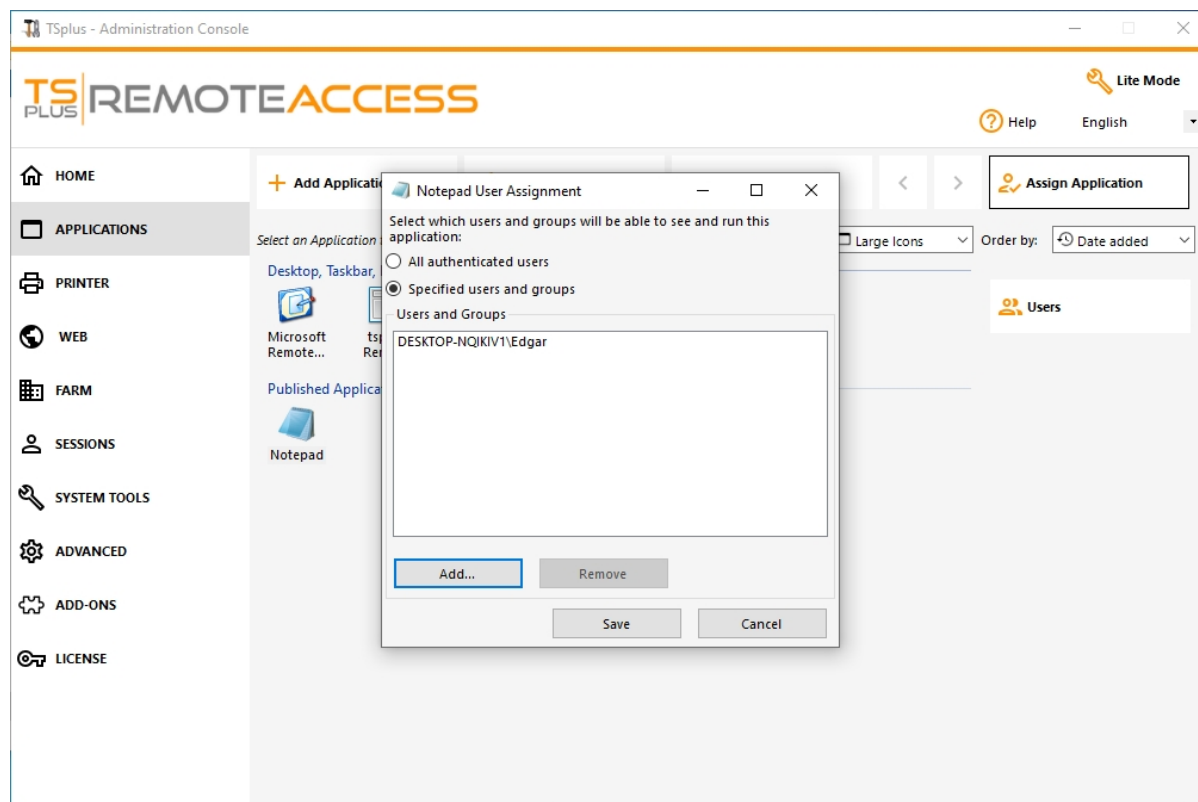 TSplus - Administration Console
TS PLUS REMOTEACCESS
Lite Mode
Help
English
HOME
APPLICATIONS
PRINTER
WEB
FARM
SESSIONS
SYSTEM TOOLS
ADVANCED
ADD-ONS
LICENSE
Add Applicati
Assign Application
Select an Application
Large Icons
Order by:
Date added
Desktop, Taskbar,
Microsoft
Remote...
tsp
Rer
Published Applica
Notepad
Users
Notepad User Assignment
Select which users and groups will be able to see and run this
application:
All authenticated users
Specified users and groups
Users and Groups
DESKTOP-NQIKIV1\Edgar
Add...
Remove
Save
Cancel